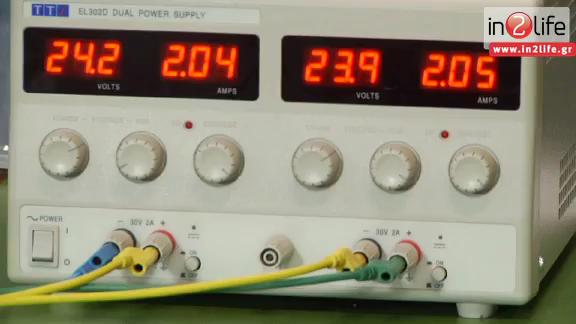 TTi EL302D DUAL POWER SUPPLY
24.2 2.04 23.9 2.05
VOLTS AMPS VOLTS AMPS
in2life
www.in2life.gr
POWER
I
O
30V 2A
ON
OFF
30V 2A
ON
OFF